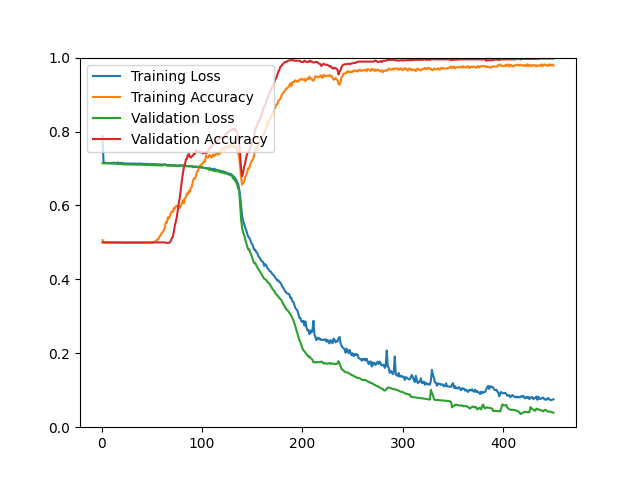 1.0
0.8
0.6
0.4
0.2
0.0
Training Loss
Training Accuracy
Validation Loss
Validation Accuracy
0 100 200 300 400